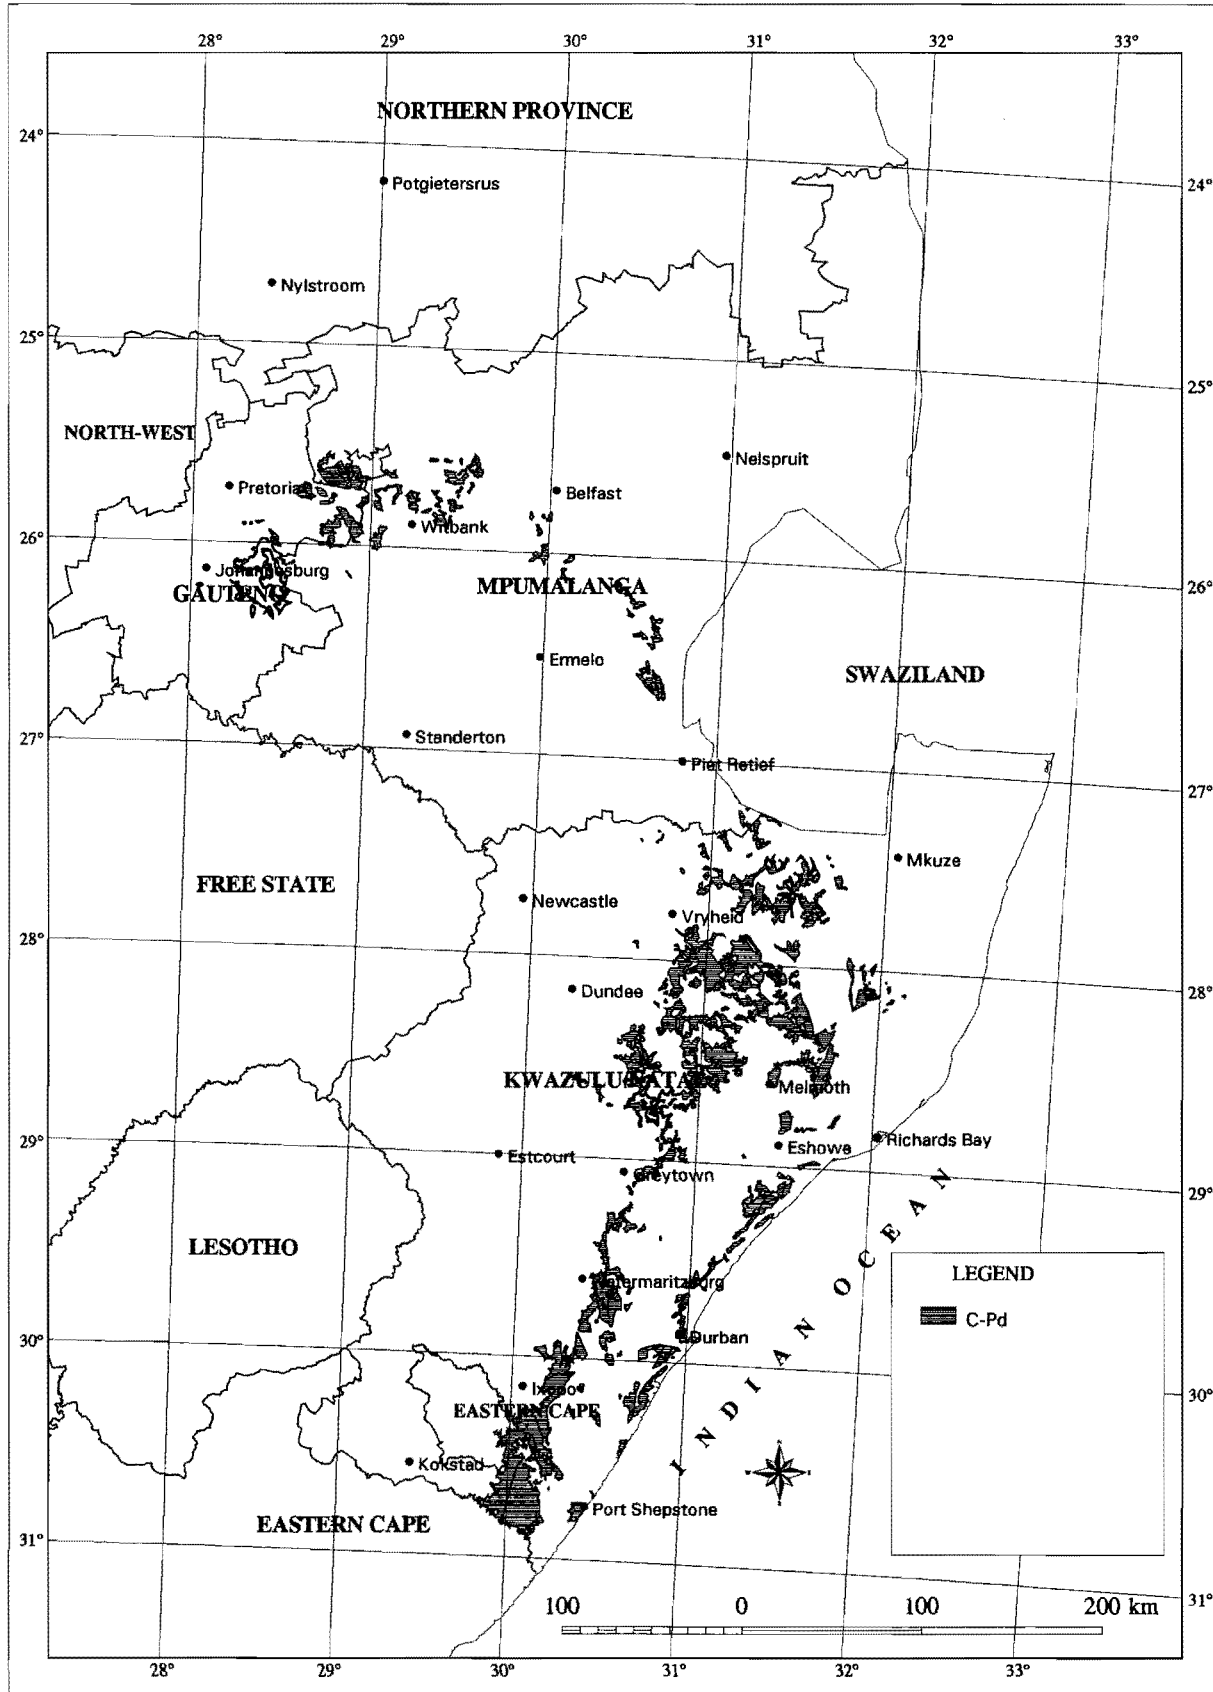 28° 29° 30° 31° 32° 33°
NORTHERN PROVINCE
24°
Potgietersrus
24°
Nylstroom
25°
25°
NORTH-WEST
Nelspruit
Pretoria
Belfast
Witbank
26°
Johannesburg
GAUTENG
MPUMALANGA
26°
Ermelo
SWAZILAND
Standerton
27°
Piet Retief
27°
Mkuze
FREE STATE
Newcastle
Vryheid
28°
Dundee
28°
KWAZULU/NATAL
Melmoth
29°
Richards Bay
Estcourt
Eshowe
Greytown
29°
LESOTHO
INDIAN OCEAN
LEGEND
Pietermaritzburg
C-Pd
Durban
30°
Ixopo
30°
EASTERN CAPE
Kokstad
Port Shepstone
EASTERN CAPE
31°
100 0 100 200 km
31°
28° 29° 30° 31° 32° 33°